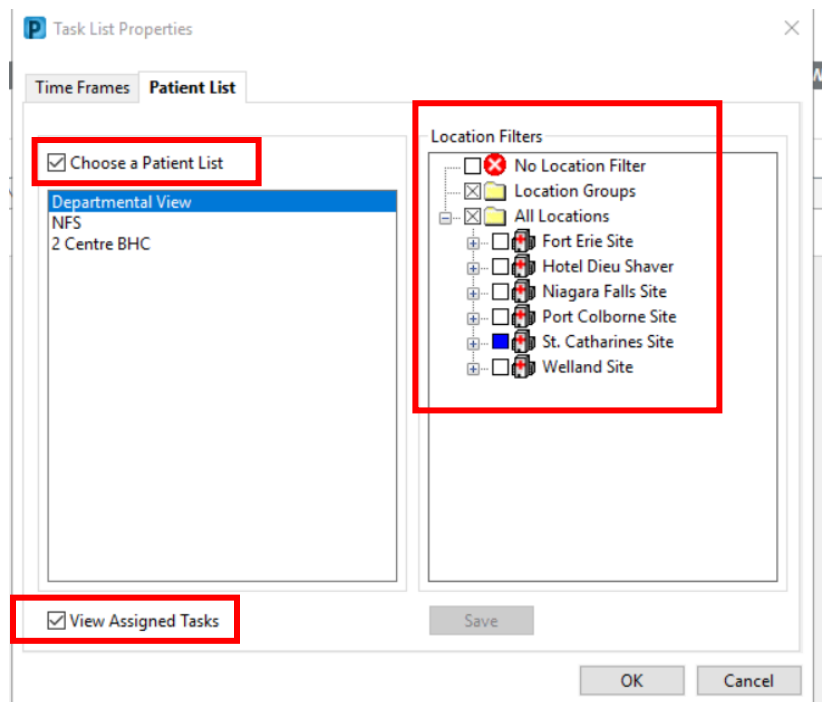 P Task List Properties
Time Frames Patient List
Choose a Patient List
Departmental View
NFS
2 Centre BHC
View Assigned Tasks
Location Filters
No Location Filter
Location Groups
All Locations
Fort Erie Site
Hotel Dieu Shaver
Niagara Falls Site
Port Colborne Site
St. Catharines Site
Welland Site
Save
OK Cancel